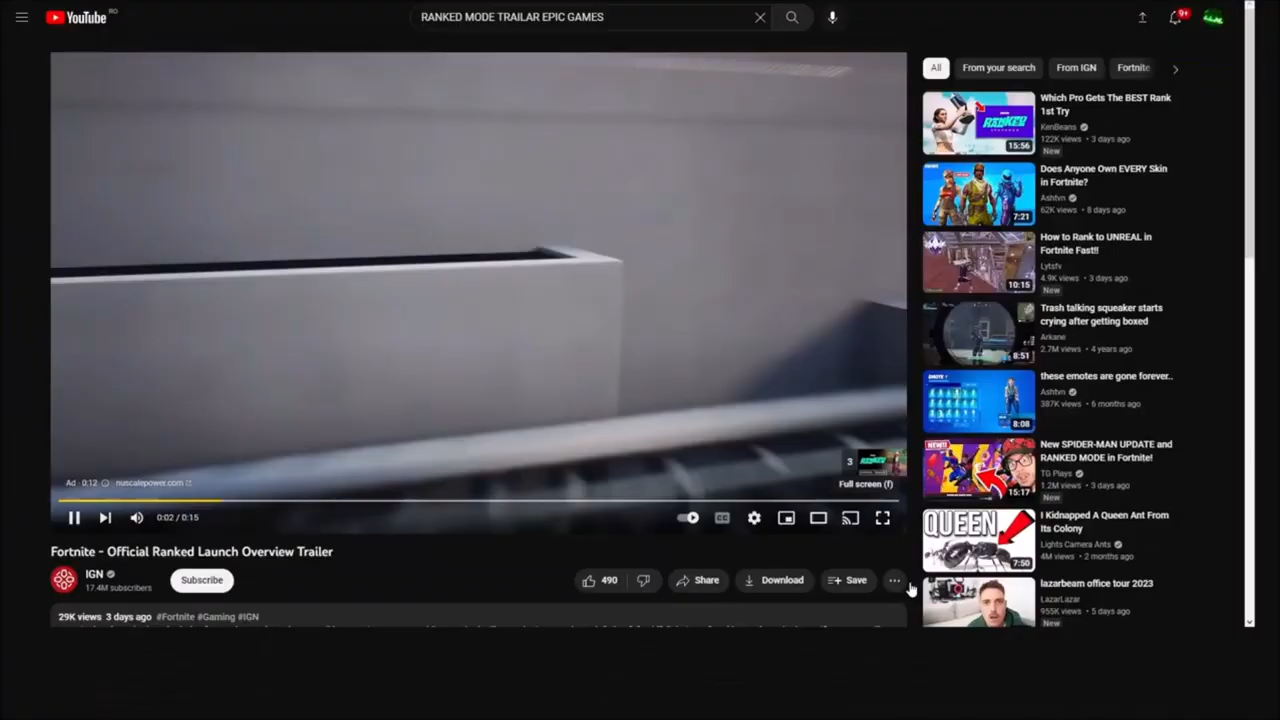 YouTube RO
RANKED MODE TRAILAR EPIC GAMES
9+
All
From your search
From IGN
Fortnite
Which Pro Gets The BEST Rank
1st Try
KenBeans
122K views • 3 days ago
New
RANKED
15:56
Does Anyone Own EVERY Skin
in Fortnite?
Ashtvn
62K views • 8 days ago
7:21
How to Rank to UNREAL in
Fortnite Fast!!
Lytsfv
4.9K views • 3 days ago
New
10:15
Trash talking squeaker starts
crying after getting boxed
Arkane
2.7M views • 4 years ago
8:51
these emotes are gone forever..
Ashtvn
387K views • 6 months ago
8:08
New SPIDER-MAN UPDATE and
RANKED MODE in Fortnite!
TG Plays
1.2M views • 3 days ago
New
NEW!!
15:17
I Kidnapped A Queen Ant From
Its Colony
Lights Camera Ants
4M views • 2 months ago
QUEEN
7:50
lazarbeam office tour 2023
LazarLazar
955K views • 5 days ago
New
3
Full screen (f)
Ad · 0:12
nuscalepower.com
0:02 / 0:15
CC
Fortnite - Official Ranked Launch Overview Trailer
IGN
17.4M subscribers
Subscribe
490
Share
Download
Save
29K views 3 days ago #Fortnite #Gaming #IGN